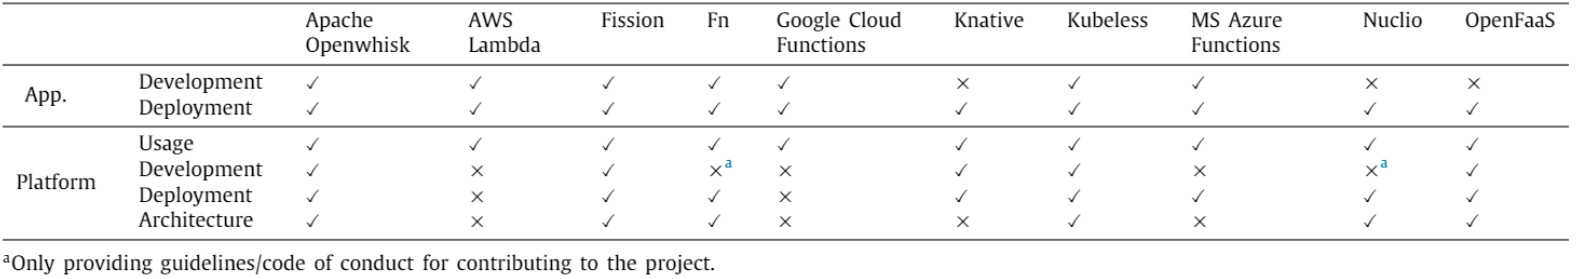 Apache AWS Fission Fn Google Cloud Knative Kubeless MS Azure Nuclio OpenFaaS
Openwhisk Lambda Functions Functions
App. Development ✓ ✓ ✓ ✓ ✓ × ✓ ✓ × ×
Deployment ✓ ✓ ✓ ✓ ✓ ✓ ✓ ✓ ✓ ✓
Platform Usage ✓ ✓ ✓ ✓ ✓ ✓ ✓ ✓ ✓ ✓
Development ✓ × ✓ ×a × ✓ ✓ × ×a ✓
Deployment ✓ × ✓ ✓ × ✓ ✓ ✓ ✓ ✓
Architecture ✓ × ✓ ✓ × × ✓ × ✓ ✓
aOnly providing guidelines/code of conduct for contributing to the project.